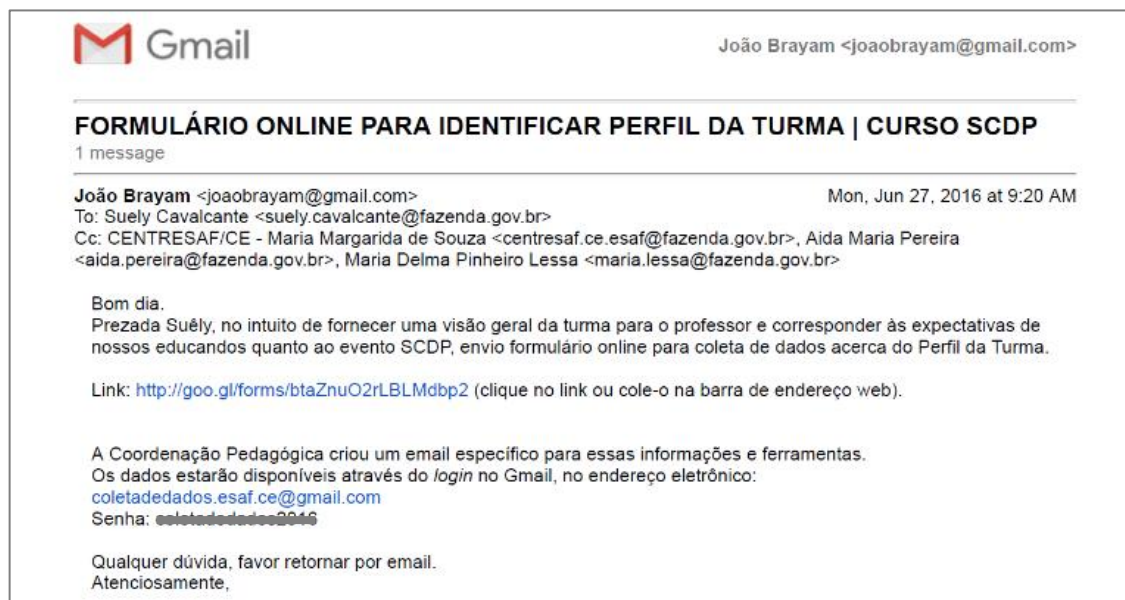 Gmail
João Brayam <joaobrayam@gmail.com>
FORMULÁRIO ONLINE PARA IDENTIFICAR PERFIL DA TURMA | CURSO SCDP
1 message
João Brayam <joaobrayam@gmail.com>
Mon, Jun 27, 2016 at 9:20 AM
To: Suely Cavalcante <suely.cavalcante@fazenda.gov.br>
Cc: CENTRESAF/CE - Maria Margarida de Souza <centresaf.ce.esaf@fazenda.gov.br>, Aida Maria Pereira
<aida.pereira@fazenda.gov.br>, Maria Delma Pinheiro Lessa <maria.lessa@fazenda.gov.br>
Bom dia.
Prezada Suêly, no intuito de fornecer uma visão geral da turma para o professor e corresponder às expectativas de
nossos educandos quanto ao evento SCDP, envio formulário online para coleta de dados acerca do Perfil da Turma.
Link: http://goo.gl/forms/btaZnuO2rLBLMdbp2 (clique no link ou cole-o na barra de endereço web).
A Coordenação Pedagógica criou um email específico para essas informações e ferramentas.
Os dados estarão disponíveis através do login no Gmail, no endereço eletrônico:
coletadedados.esaf.ce@gmail.com
Senha:
Qualquer dúvida, favor retornar por email.
Atenciosamente,